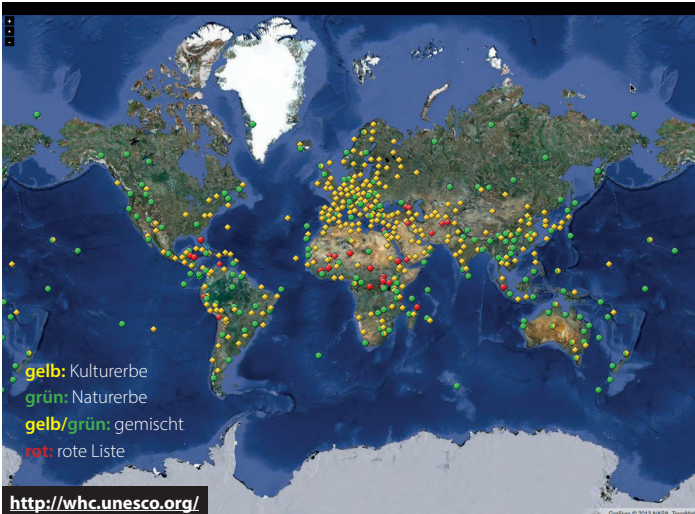 +
-
gelb: Kulturerbe
grün: Naturerbe
gelb/grün: gemischt
rot: rote Liste
http://whc.unesco.org/